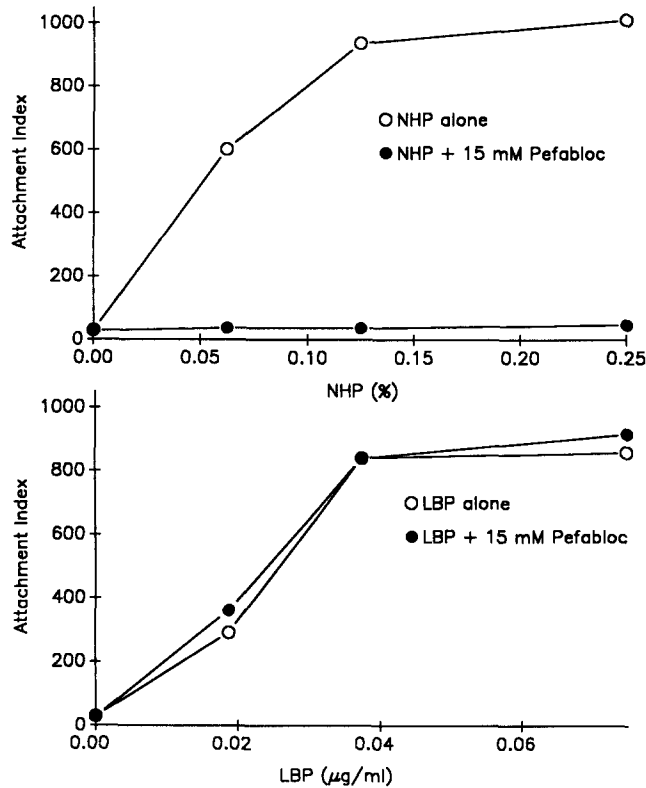 1000
800
600
400
200
0
Attachment Index
○ NHP alone
● NHP + 15 mM Pefabloc
0.00 0.05 0.10 0.15 0.20 0.25
NHP (%)
1000
800
600
400
200
0
Attachment Index
○ LBP alone
● LBP + 15 mM Pefabloc
0.00 0.02 0.04 0.06
LBP (μg/ml)